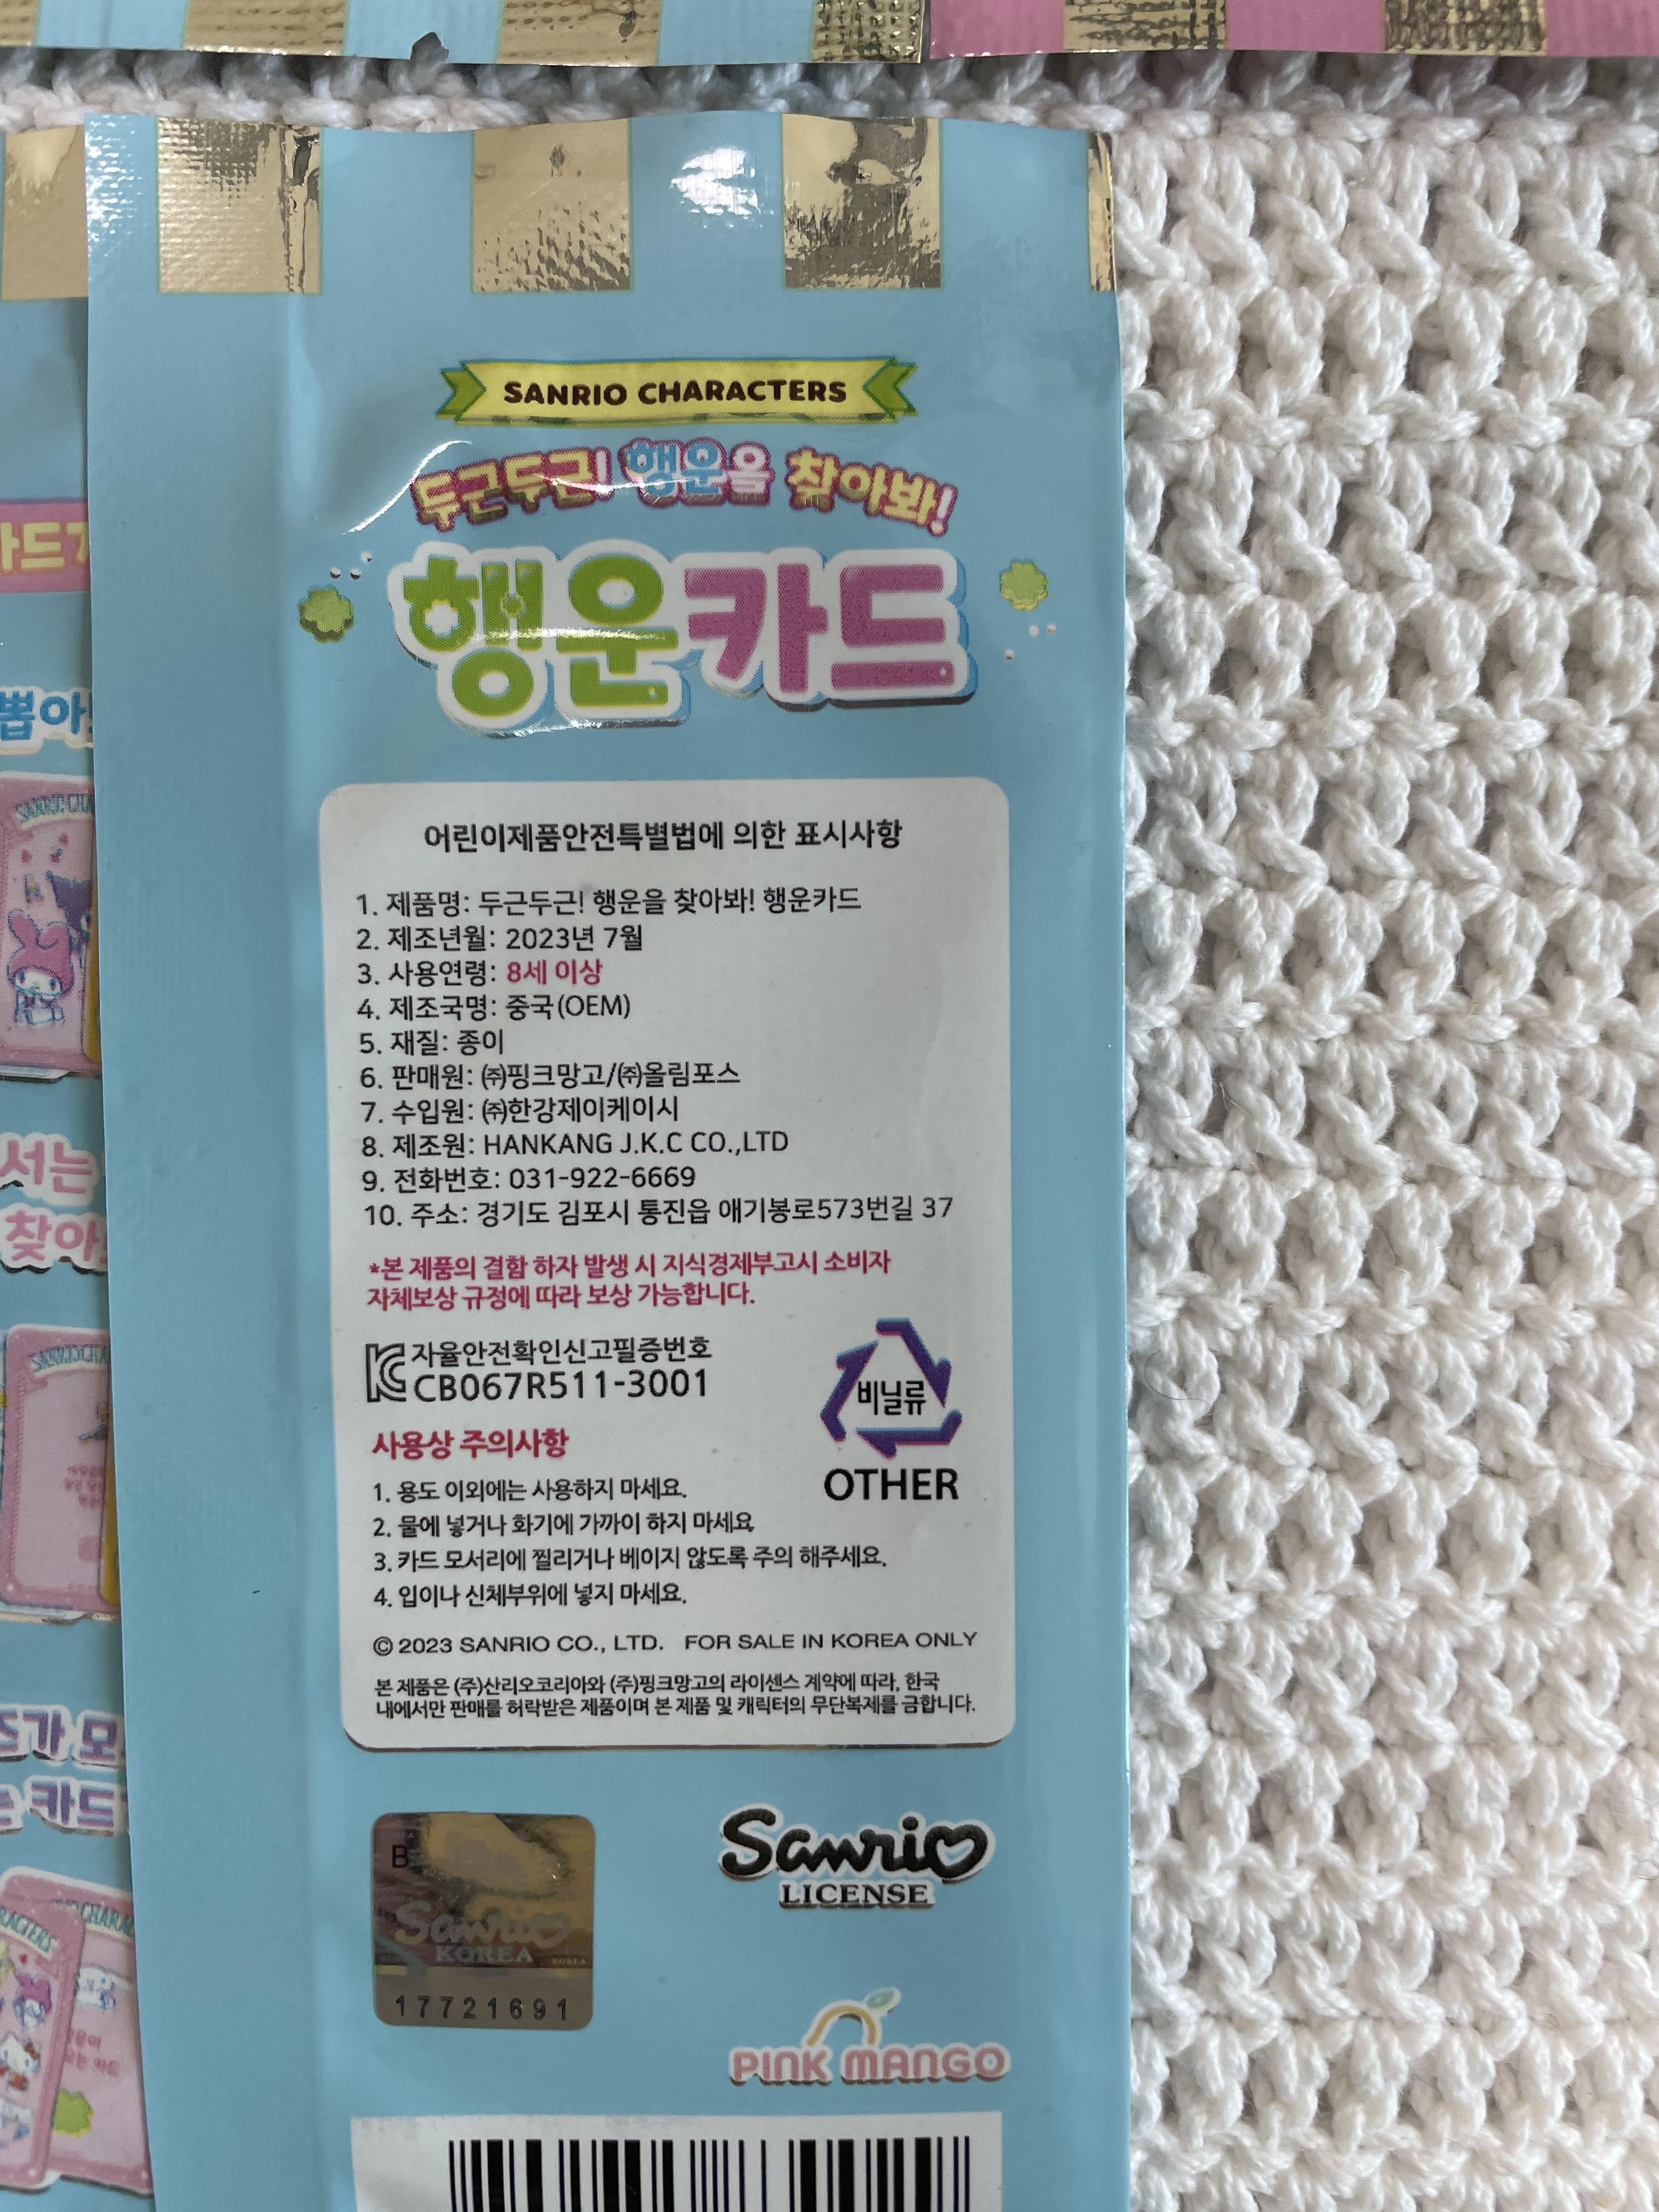 SANRIO CHARACTERS
두근두근! 행운을 찾아봐!
행운카드
어린이제품안전특별법에 의한 표시사항
1. 제품명: 두근두근! 행운을 찾아봐! 행운카드
2. 제조년월: 2023년 7월
3. 사용연령: 8세 이상
4. 제조국명: 중국(OEM)
5. 재질: 종이
6. 판매원: ㈜핑크망고/㈜올림포스
7. 수입원: ㈜한강제이케이시
8. 제조원: HANKANG J.K.C CO.,LTD
9. 전화번호: 031-922-6669
10. 주소: 경기도 김포시 통진읍 애기봉로573번길 37
*본 제품의 결함 하자 발생 시 지식경제부고시 소비자
자체보상 규정에 따라 보상 가능합니다.
자율안전확인신고필증번호
CB067R511-3001
비닐류
OTHER
사용상 주의사항
1. 용도 이외에는 사용하지 마세요.
2. 물에 넣거나 화기에 가까이 하지 마세요
3. 카드 모서리에 찔리거나 베이지 않도록 주의 해주세요.
4. 입이나 신체부위에 넣지 마세요.
© 2023 SANRIO CO., LTD. FOR SALE IN KOREA ONLY
본 제품은 (주)산리오코리아와 (주)핑크망고의 라이센스 계약에 따라, 한국
내에서만 판매를 허락받은 제품이며 본 제품 및 캐릭터의 무단복제를 금합니다.
B
Sanrio
KOREA
17721691
Sanrio
LICENSE
PINK MANGO
뽑아
서는
찾아
가 모
카드